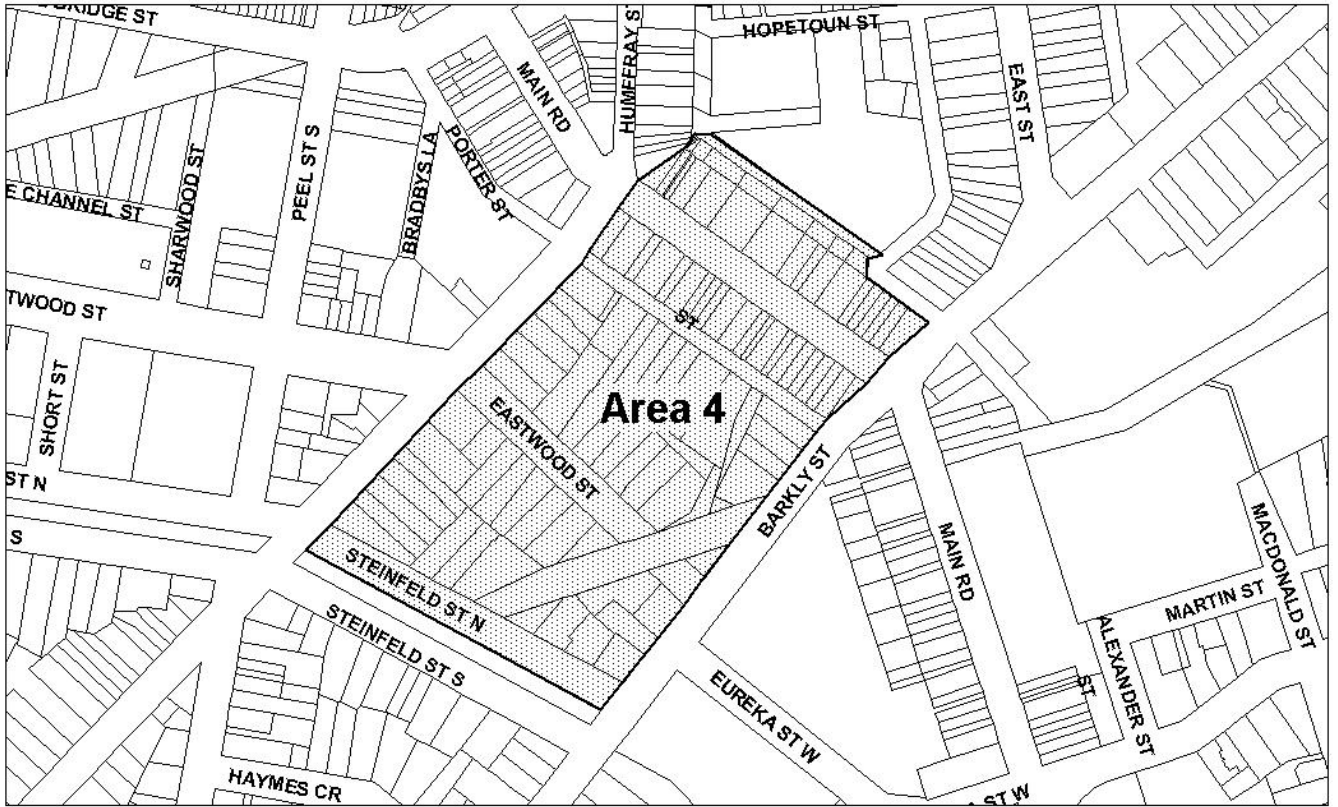 BRIDGE ST
HOPETOUN ST
HUMFFRAY S
MAIN RD
EAST ST
PEEL ST S
PORTER ST
BRADBYS LA
SHARWOOD ST
E CHANNEL ST
TWOOD ST
ST
SHORT ST
Area 4
EASTWOOD ST
BARKLY ST
ST N
S
STEINFELD ST N
STEINFELD ST S
MAIN RD
MACDONALD ST
MARTIN ST
ALEXANDER ST
ST
EUREKA ST W
HAYMES CR
ST W